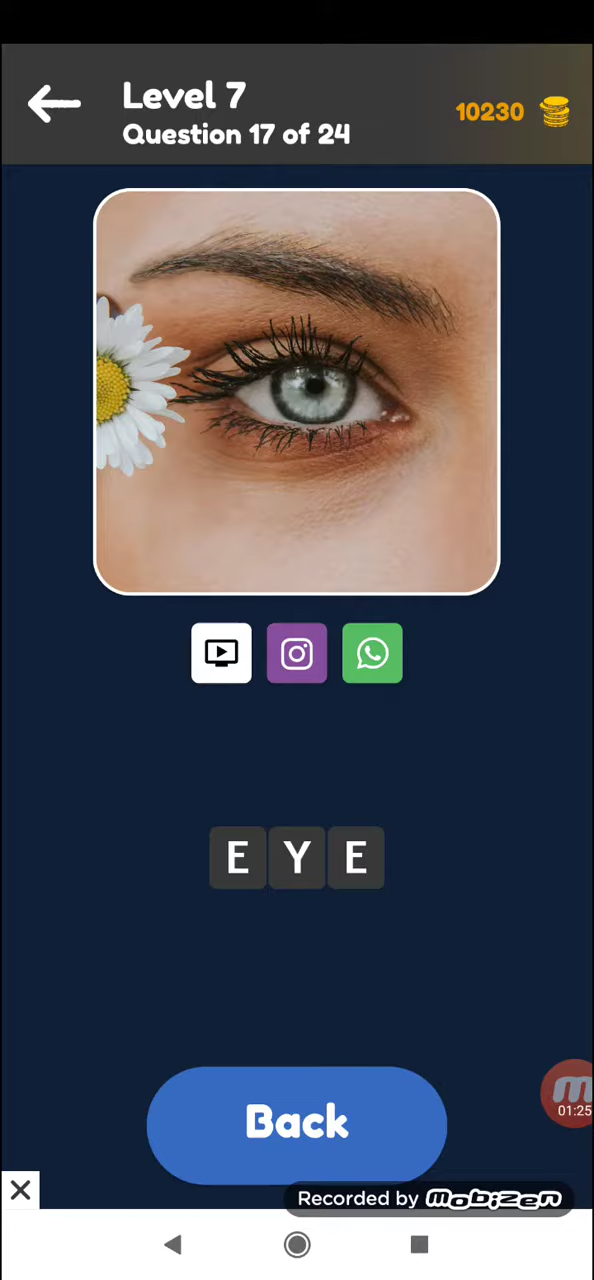 Level 7
Question 17 of 24
10230
E Y E
Back
01:25
Recorded by mobizen